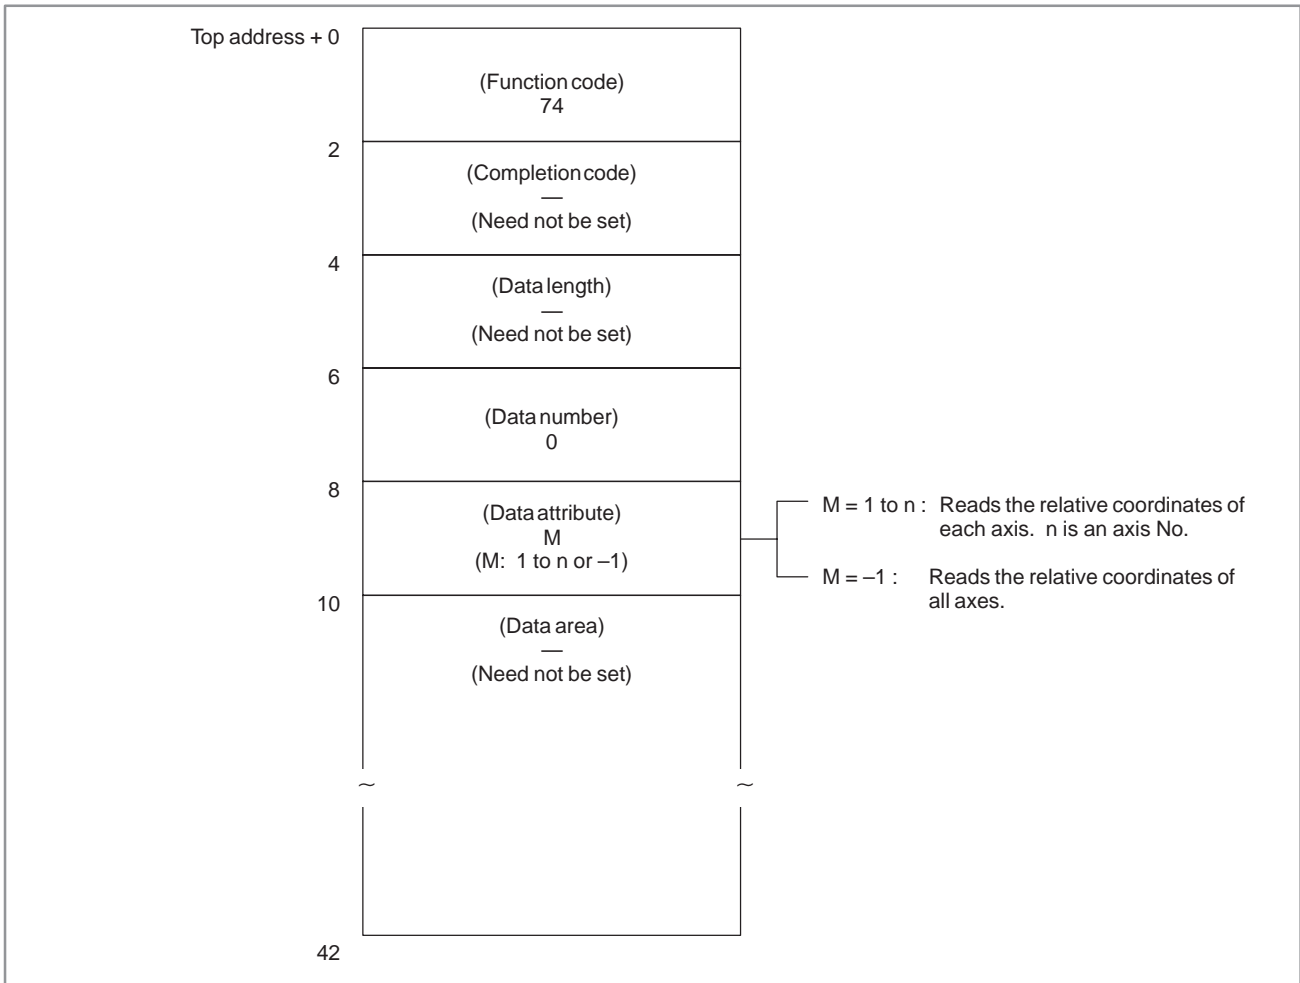 Top address + 0
(Function code)
74
2
(Completion code)
—
(Need not be set)
4
(Data length)
—
(Need not be set)
6
(Data number)
0
8
(Data attribute)
M
(M: 1 to n or –1)
M = 1 to n : Reads the relative coordinates of
each axis. n is an axis No.
M = –1 : Reads the relative coordinates of
all axes.
10
(Data area)
—
(Need not be set)
~ ~
42